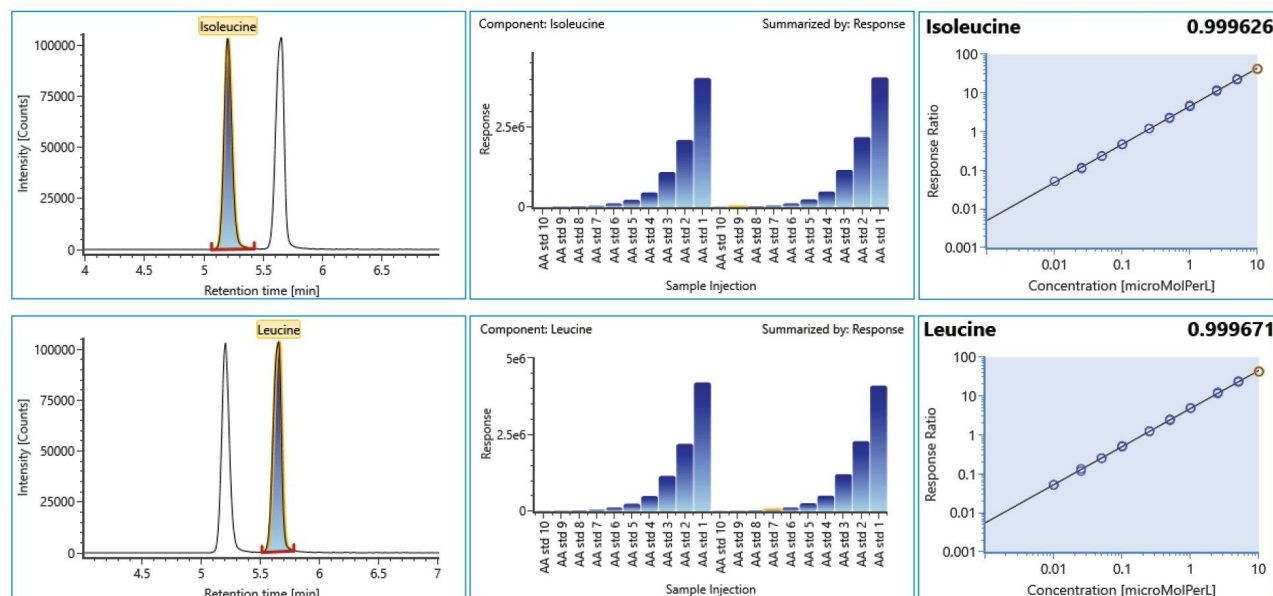 Isoleucine
Intensity [Counts]
100000
75000
50000
25000
0
4 4.5 5 5.5 6 6.5
Retention time [min]
Component: Isoleucine Summarized by: Response
Response
2.5e6
0
AA std 10 AA std 9 AA std 8 AA std 7 AA std 6 AA std 5 AA std 4 AA std 3 AA std 2 AA std 1 AA std 10 AA std 9 AA std 8 AA std 7 AA std 6 AA std 5 AA std 4 AA std 3 AA std 2 AA std 1
Sample Injection
Isoleucine 0.999626
Response Ratio
100
10
1
0.1
0.01
0.001
0.01 0.1 1 10
Concentration [microMolPerL]
Leucine
Intensity [Counts]
100000
75000
50000
25000
0
4.5 5 5.5 6 6.5 7
Retention time [min]
Component: Leucine Summarized by: Response
Response
5e6
2.5e6
0
AA std 10 AA std 9 AA std 8 AA std 7 AA std 6 AA std 5 AA std 4 AA std 3 AA std 2 AA std 1 AA std 10 AA std 9 AA std 8 AA std 7 AA std 6 AA std 5 AA std 4 AA std 3 AA std 2 AA std 1
Sample Injection
Leucine 0.999671
Response Ratio
100
10
1
0.1
0.01
0.001
0.01 0.1 1 10
Concentration [microMolPerL]